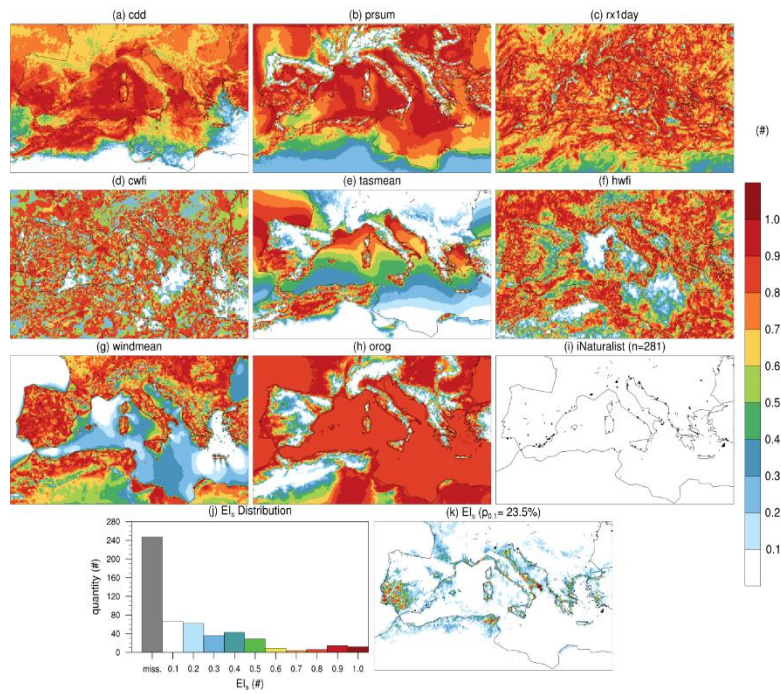 (a) cdd
(b) prsum
(c) rx1day
(#)
(d) cwfi
(e) tasmean
(f) hwfi
1.0
0.9
0.8
0.7
0.6
0.5
0.4
0.3
0.2
0.1
(g) windmean
(h) orog
(i) iNaturalist (n=281)
(j) EIs Distribution
(k) EIs (p0.1= 23.5%)
quantity (#)
280
240
200
160
120
80
40
0
miss. 0.1 0.2 0.3 0.4 0.5 0.6 0.7 0.8 0.9 1.0
EIs (#)